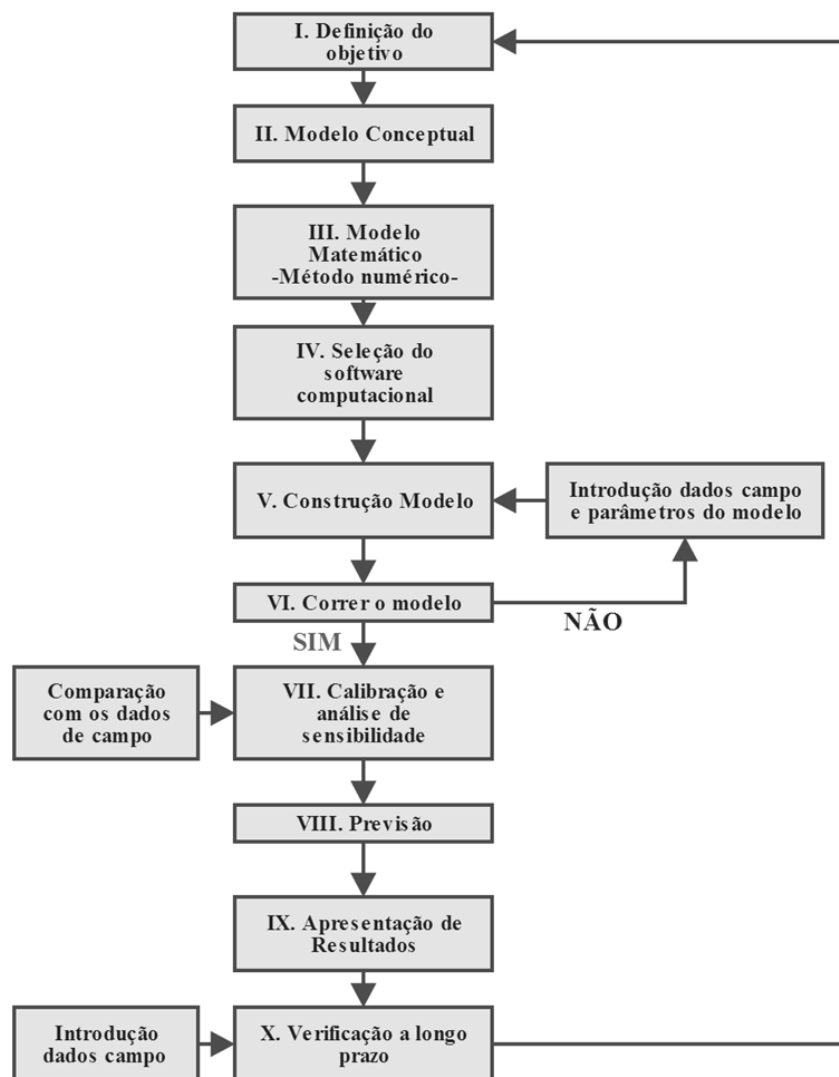 I. Definição do
objetivo
II. Modelo Conceptual
III. Modelo
Matemático
-Método numérico-
IV. Seleção do
software
computacional
V. Construção Modelo
Introdução dados campo
e parâmetros do modelo
VI. Correr o modelo
NÃO
SIM
Comparação
com os dados
de campo
VII. Calibração e
análise de
sensibilidade
VIII. Previsão
IX. Apresentação de
Resultados
Introdução
dados campo
X. Verificação a longo
prazo